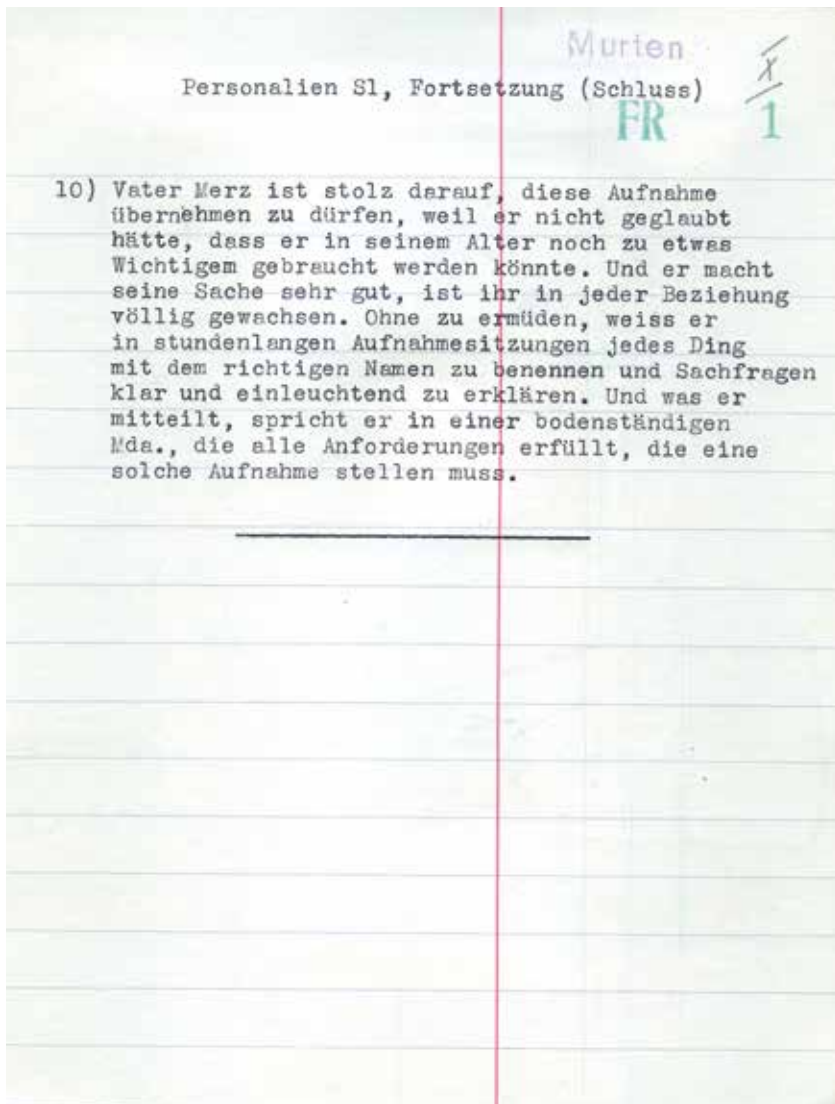 Murten
X
Personalien S1, Fortsetzung (Schluss)
FR 1
10) Vater Merz ist stolz darauf, diese Aufnahme
übernehmen zu dürfen, weil er nicht geglaubt
hätte, dass er in seinem Alter noch zu etwas
Wichtigem gebraucht werden könnte. Und er macht
seine Sache sehr gut, ist ihr in jeder Beziehung
völlig gewachsen. Ohne zu ermüden, weiss er
in stundenlangen Aufnahmesitzungen jedes Ding
mit dem richtigen Namen zu benennen und Sachfragen
klar und einleuchtend zu erklären. Und was er
mitteilt, spricht er in einer bodenständigen
Mda., die alle Anforderungen erfüllt, die eine
solche Aufnahme stellen muss.